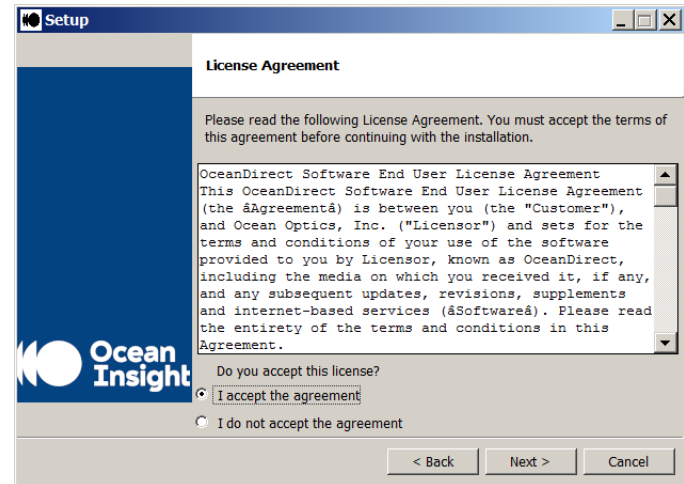 Setup
License Agreement
Please read the following License Agreement. You must accept the terms of
this agreement before continuing with the installation.
OceanDirect Software End User License Agreement
This OceanDirect Software End User License Agreement
(the âAgreementâ) is between you (the "Customer"),
and Ocean Optics, Inc. ("Licensor") and sets for the
terms and conditions of your use of the software
provided to you by Licensor, known as OceanDirect,
including the media on which you received it, if any,
and any subsequent updates, revisions, supplements
and internet-based services (âSoftwareâ). Please read
the entirety of the terms and conditions in this
Agreement.
Ocean
Insight
Do you accept this license?
I accept the agreement
I do not accept the agreement
< Back
Next >
Cancel